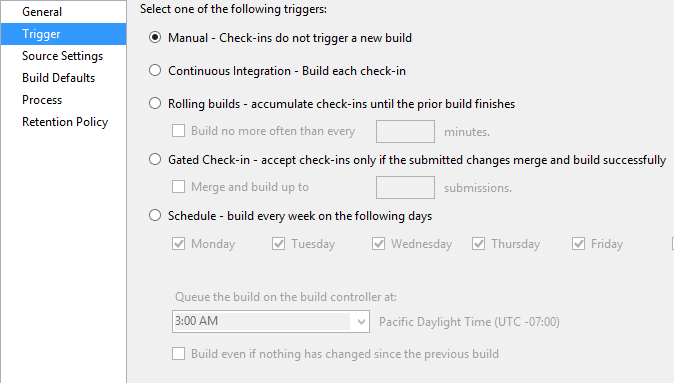 General
Trigger
Source Settings
Build Defaults
Process
Retention Policy
Select one of the following triggers:
Manual - Check-ins do not trigger a new build
Continuous Integration - Build each check-in
Rolling builds - accumulate check-ins until the prior build finishes
Build no more often than every minutes.
Gated Check-in - accept check-ins only if the submitted changes merge and build successfully
Merge and build up to submissions.
Schedule - build every week on the following days
Monday Tuesday Wednesday Thursday Friday
Queue the build on the build controller at:
3:00 AM Pacific Daylight Time (UTC -07:00)
Build even if nothing has changed since the previous build